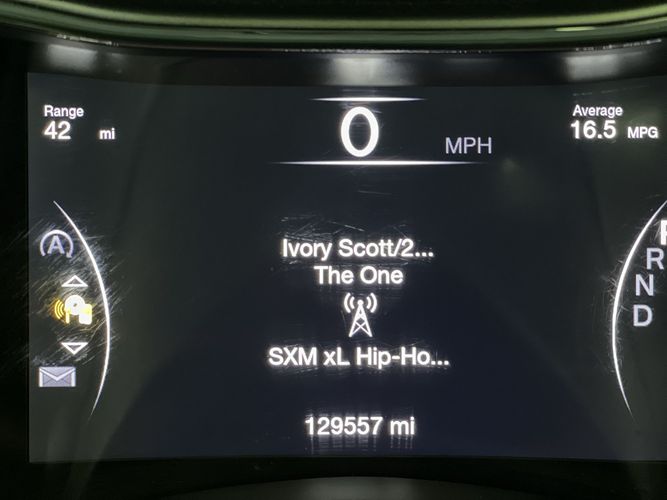 Range
42 mi
0 MPH
Average
16.5 MPG
A
Ivory Scott/2...
The One
SXM xL Hip-Ho...
129557 mi
P
R
N
D